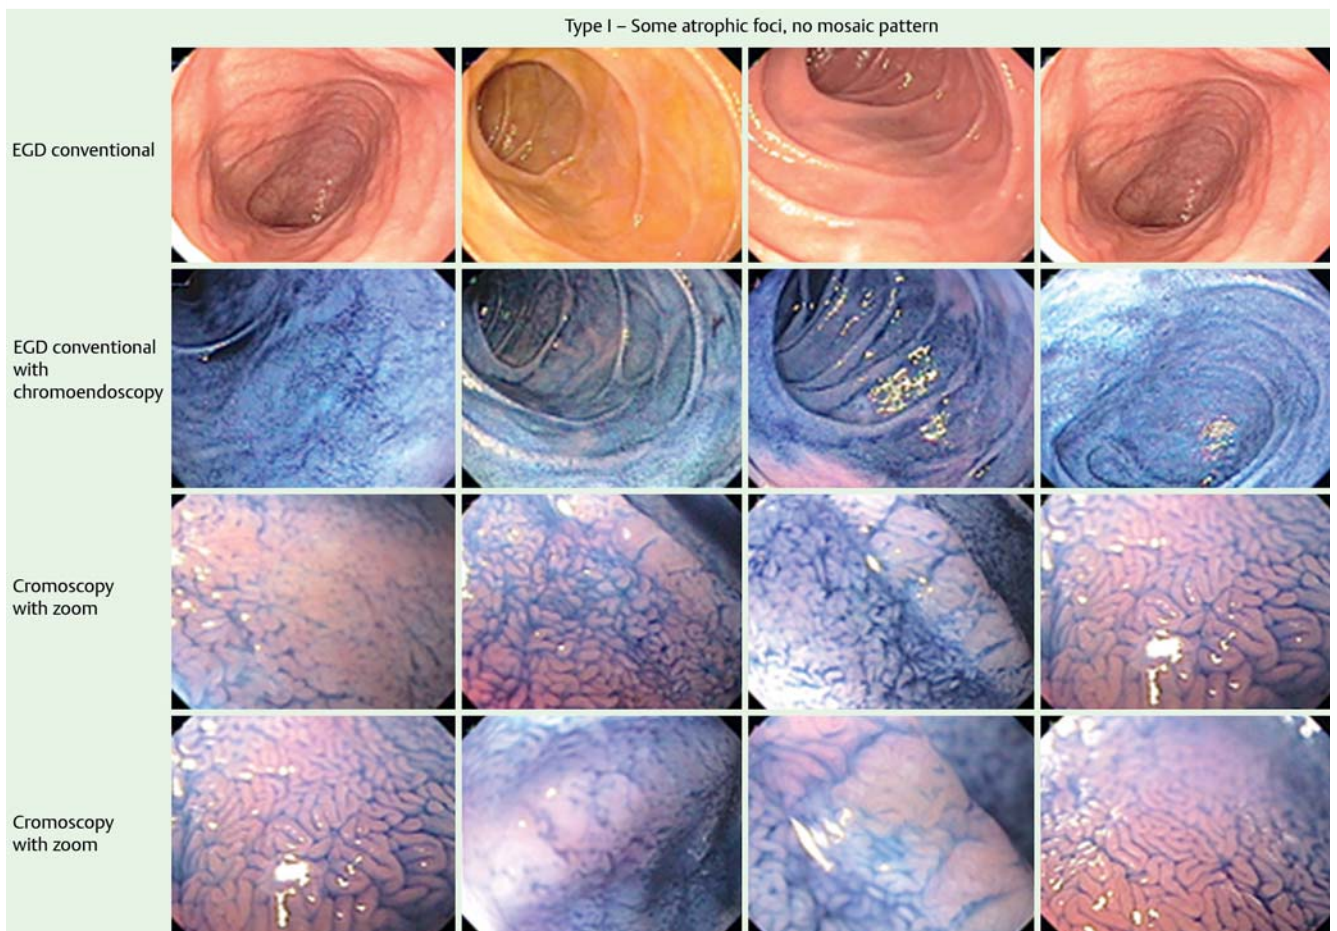 Type I – Some atrophic foci, no mosaic pattern
EGD conventional
EGD conventional
with
chromoendoscopy
Cromoscopy
with zoom
Cromoscopy
with zoom